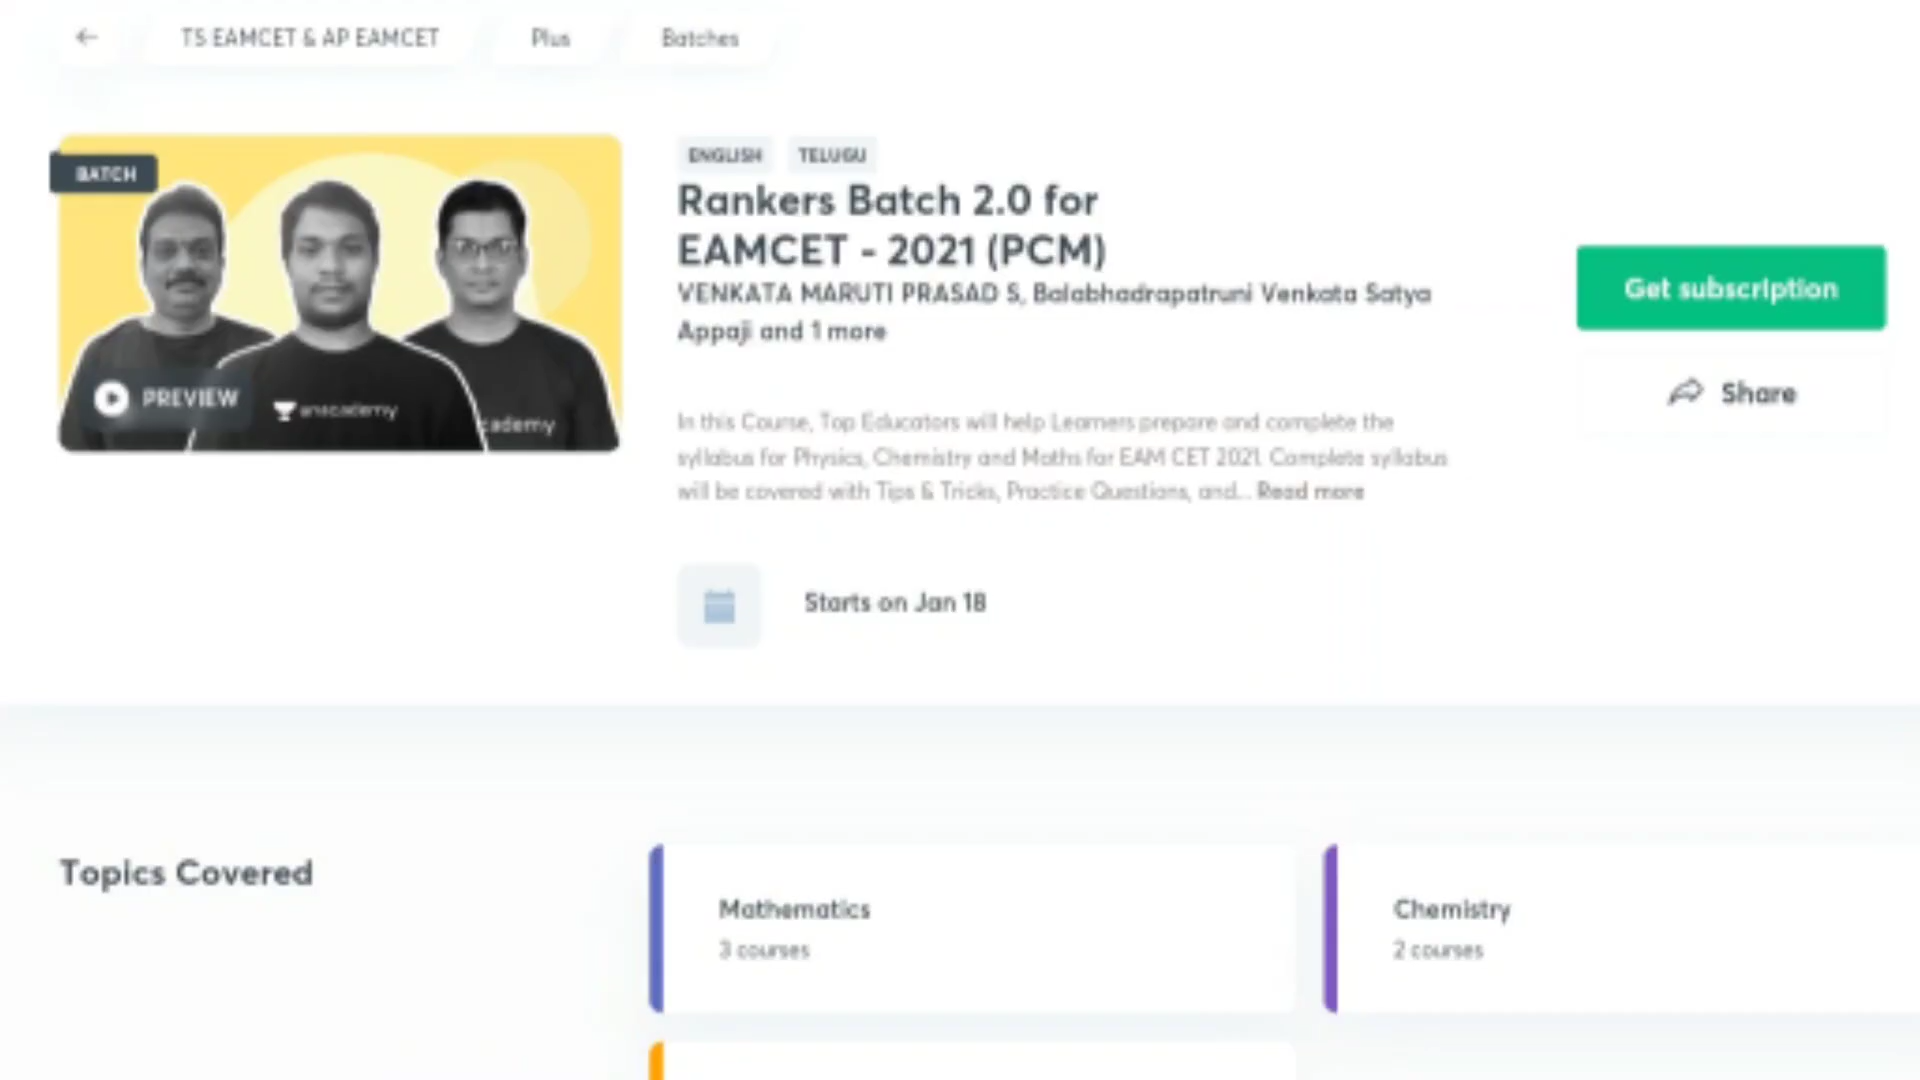 TS EAMCET & AP EAMCET
Plus
Batches
BATCH
PREVIEW
unacademy
cademy
ENGLISH
TELUGU
Rankers Batch 2.0 for
EAMCET - 2021 (PCM)
VENKATA MARUTI PRASAD S, Balabhadrapatruni Venkata Satya
Appaji and 1 more
In this Course, Top Educators will help Learners prepare and complete the
syllabus for Physics, Chemistry and Maths for EAM CET 2021. Complete syllabus
will be covered with Tips & Tricks, Practice Questions, and... Read more
Get subscription
Share
Starts on Jan 18
Topics Covered
Mathematics
3 courses
Chemistry
2 courses